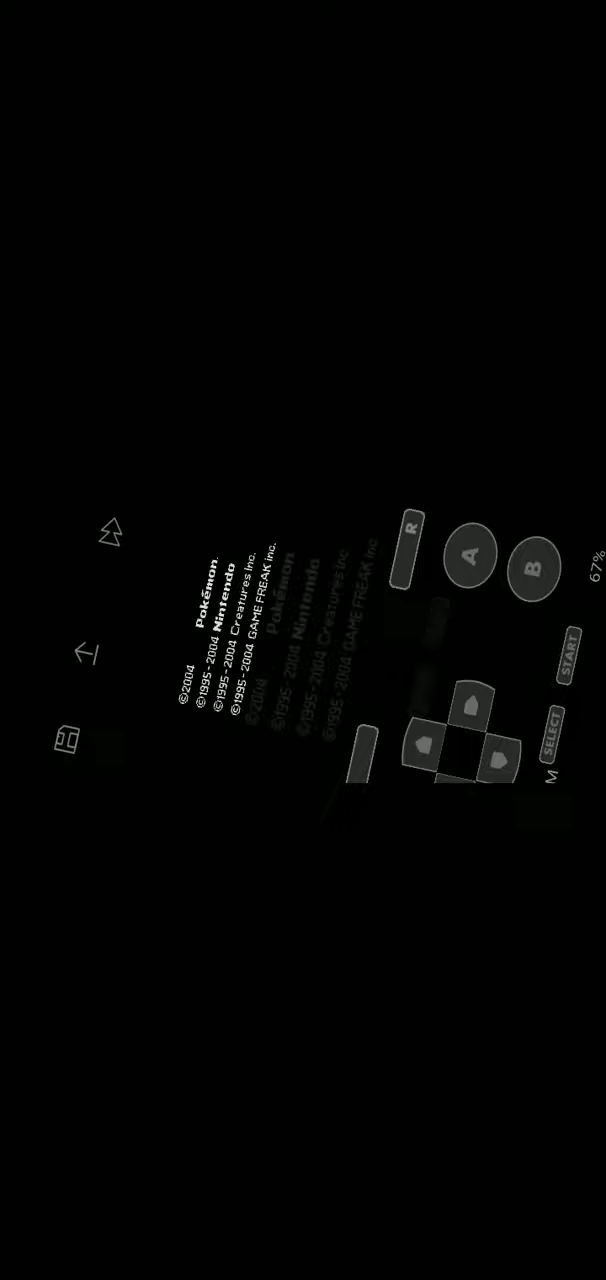 ©2004 Pokémon.
©1995-2004 Nintendo
©1995-2004 Creatures inc.
©1995-2004 GAME FREAK inc.
©2004 Pokémon
©1995-2004 Nintendo
©1995-2004 Creatures inc
©1995-2004 GAME FREAK inc
R
A
B
START
SELECT
M
67%